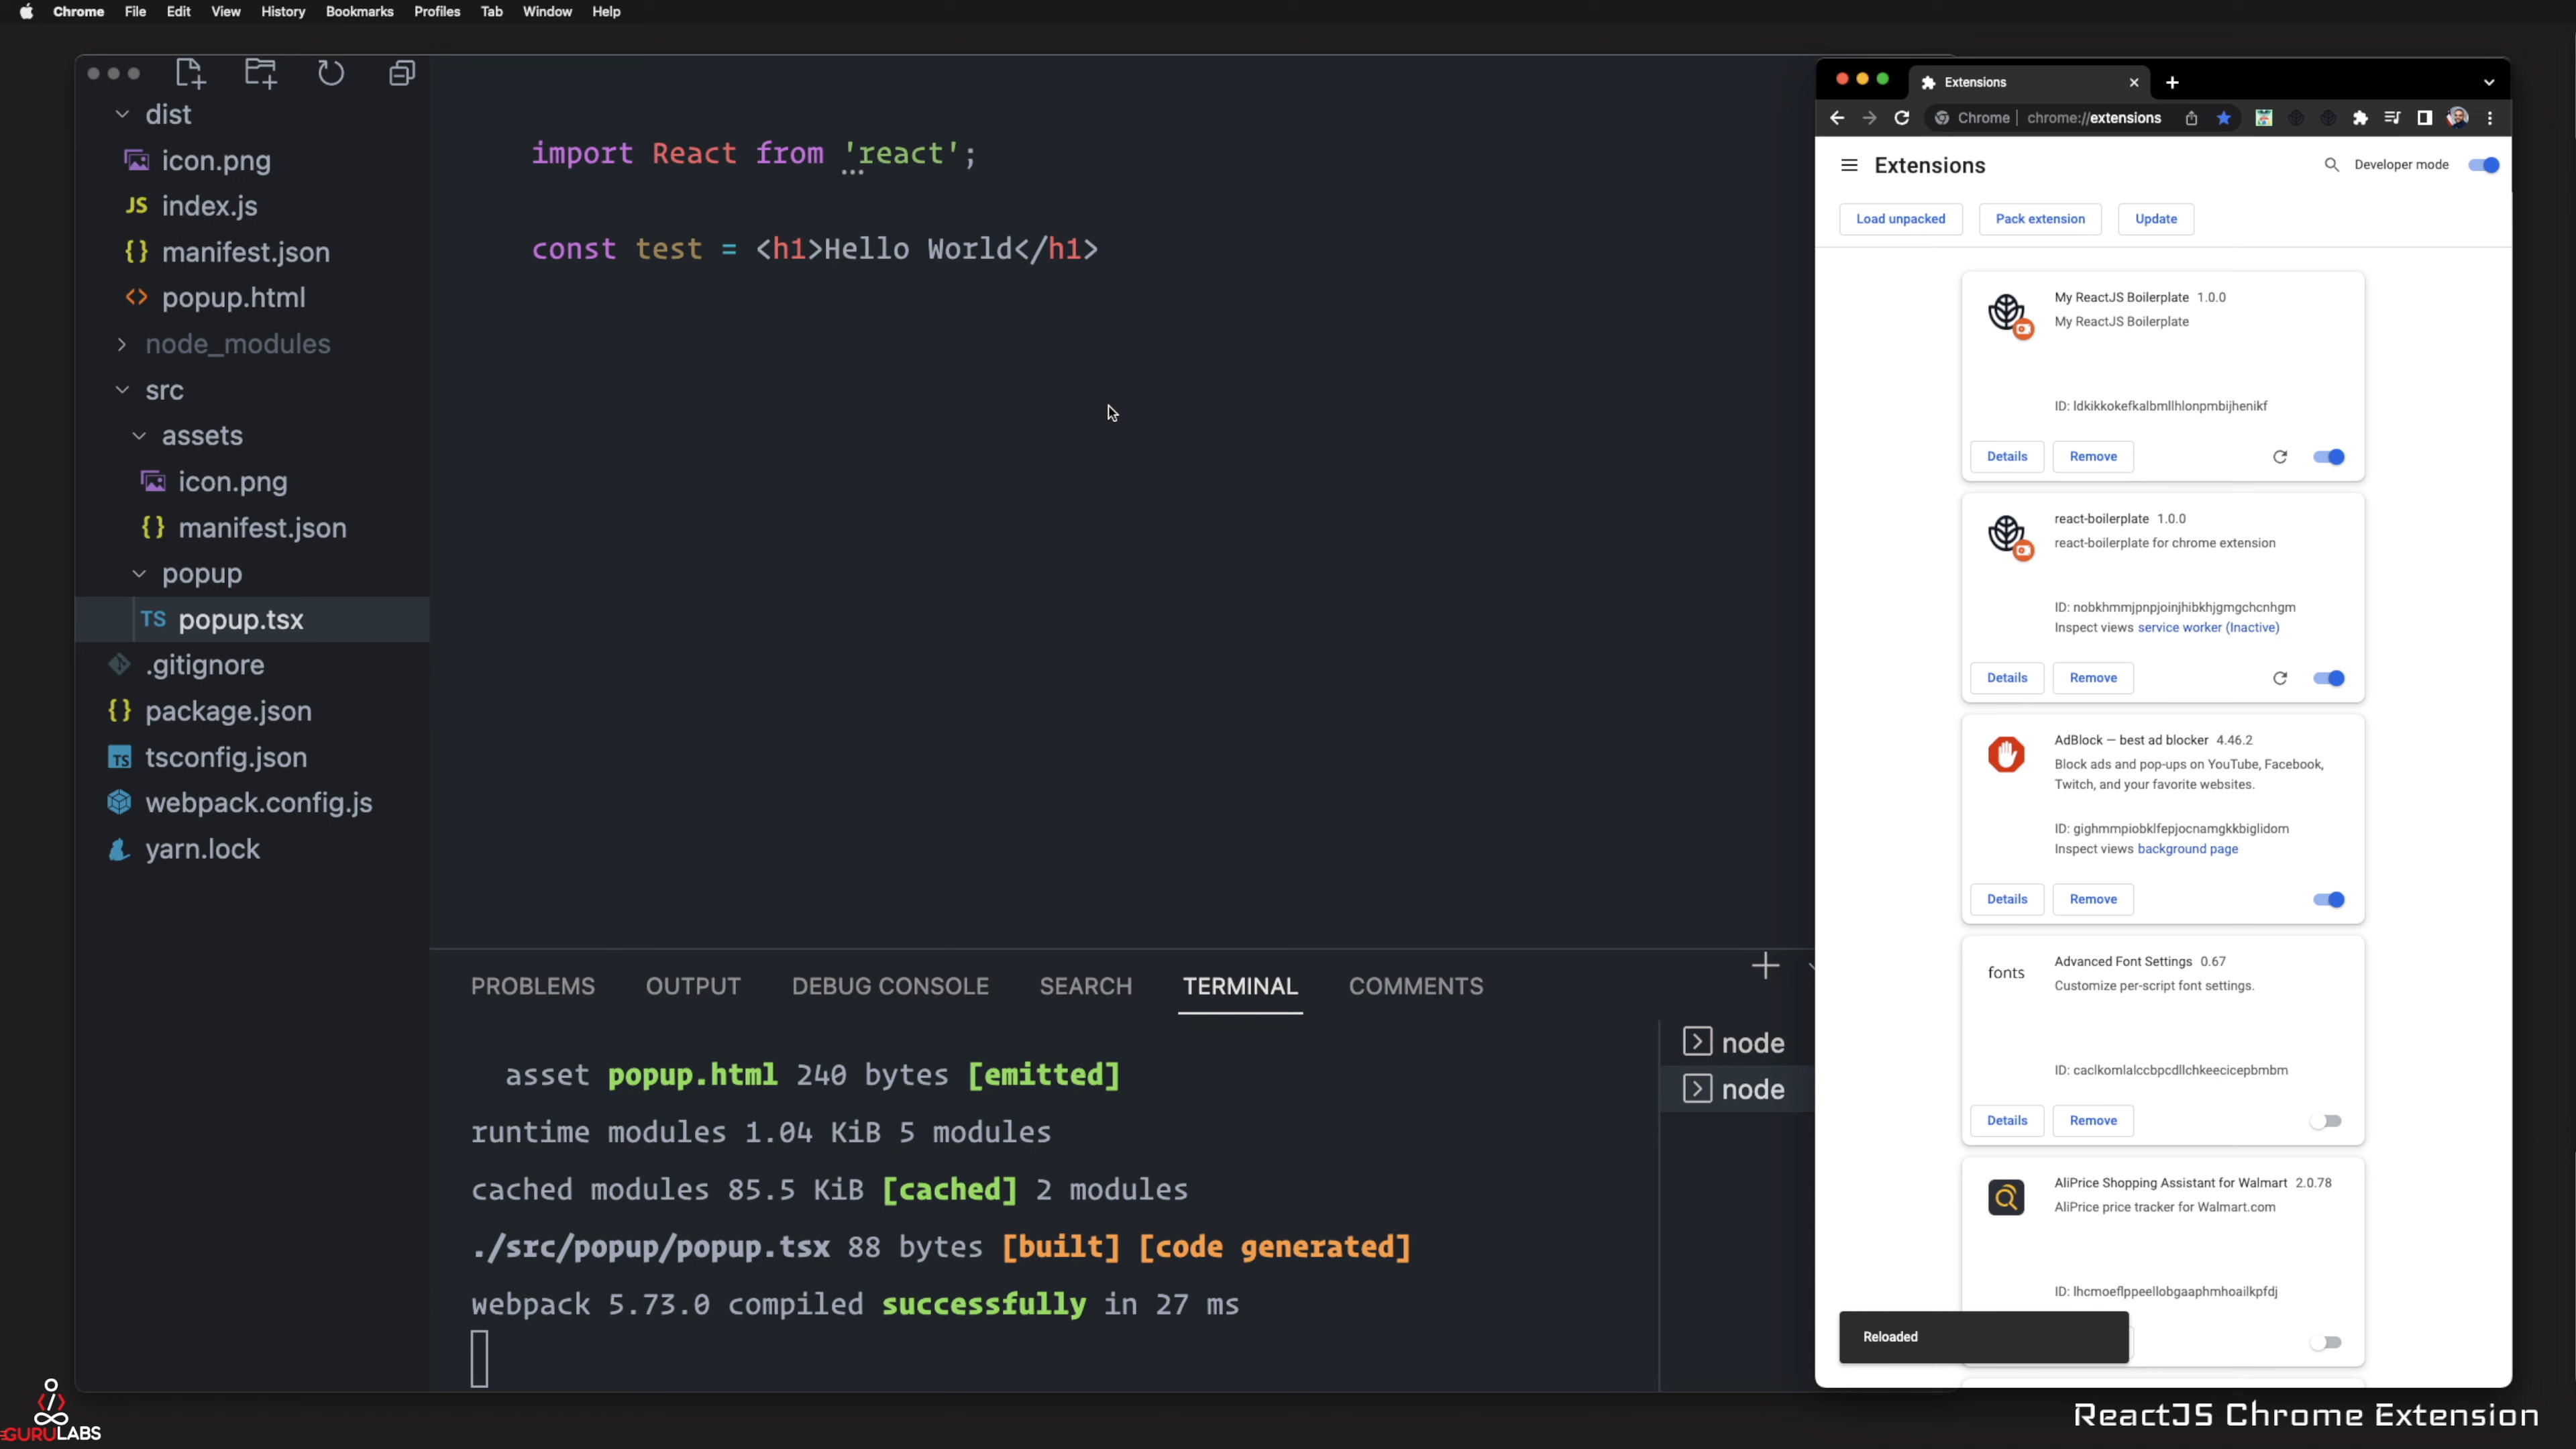 Chrome File Edit View History Bookmarks Profiles Tab Window Help
dist
icon.png
JS index.js
{} manifest.json
<> popup.html
node_modules
src
assets
icon.png
{} manifest.json
popup
TS popup.tsx
.gitignore
{} package.json
TS tsconfig.json
webpack.config.js
yarn.lock
import React from 'react';
const test = <h1>Hello World</h1>
PROBLEMS OUTPUT DEBUG CONSOLE SEARCH TERMINAL COMMENTS
asset popup.html 240 bytes [emitted]
runtime modules 1.04 KiB 5 modules
cached modules 85.5 KiB [cached] 2 modules
./src/popup/popup.tsx 88 bytes [built] [code generated]
webpack 5.73.0 compiled successfully in 27 ms
node
node
Extensions
Chrome | chrome://extensions
Extensions
Developer mode
Load unpacked Pack extension Update
My ReactJS Boilerplate 1.0.0
My ReactJS Boilerplate
ID: ldkikkokefkalbmllhlonpmbijhenikf
Details Remove
react-boilerplate 1.0.0
react-boilerplate for chrome extension
ID: nobkhmmjpnpjoinjhibkhjgmgchcnhgm
Inspect views service worker (Inactive)
Details Remove
AdBlock — best ad blocker 4.46.2
Block ads and pop-ups on YouTube, Facebook,
Twitch, and your favorite websites.
ID: gighmmpiobklfepjocnamgkkbiglidom
Inspect views background page
Details Remove
fonts
Advanced Font Settings 0.67
Customize per-script font settings.
ID: caclkomlalccbpcdllchkeecicepbmbm
Details Remove
AliPrice Shopping Assistant for Walmart 2.0.78
AliPrice price tracker for Walmart.com
ID: lhcmoeflppeellobgaaphmhoailkpfdj
Reloaded
GURULABS
ReactJS Chrome Extension